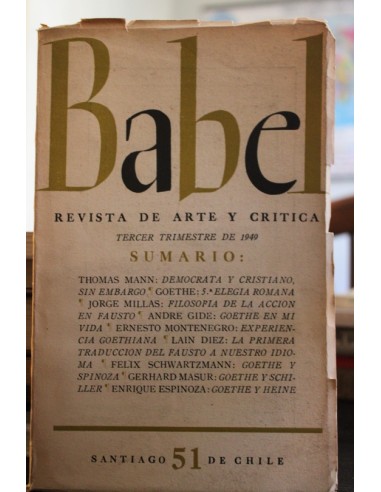 Babel
REVISTA DE ARTE Y CRITICA
TERCER TRIMESTRE DE 1949
SUMARIO:
THOMAS MANN: DEMOCRATA Y CRISTIANO,
SIN EMBARGO ¶ GOETHE: 5.ª ELEGIA ROMANA
¶ JORGE MILLAS: FILOSOFIA DE LA ACCION
EN FAUSTO ¶ ANDRE GIDE: GOETHE EN MI
VIDA ¶ ERNESTO MONTENEGRO: EXPERIEN-
CIA GOETHIANA ¶ LAIN DIEZ: LA PRIMERA
TRADUCCION DEL FAUSTO A NUESTRO IDIO-
MA ¶ FELIX SCHWARTZMANN: GOETHE Y
SPINOZA ¶ GERHARD MASUR: GOETHE Y SCHI-
LLER ¶ ENRIQUE ESPINOZA: GOETHE Y HEINE
SANTIAGO 51 DE CHILE